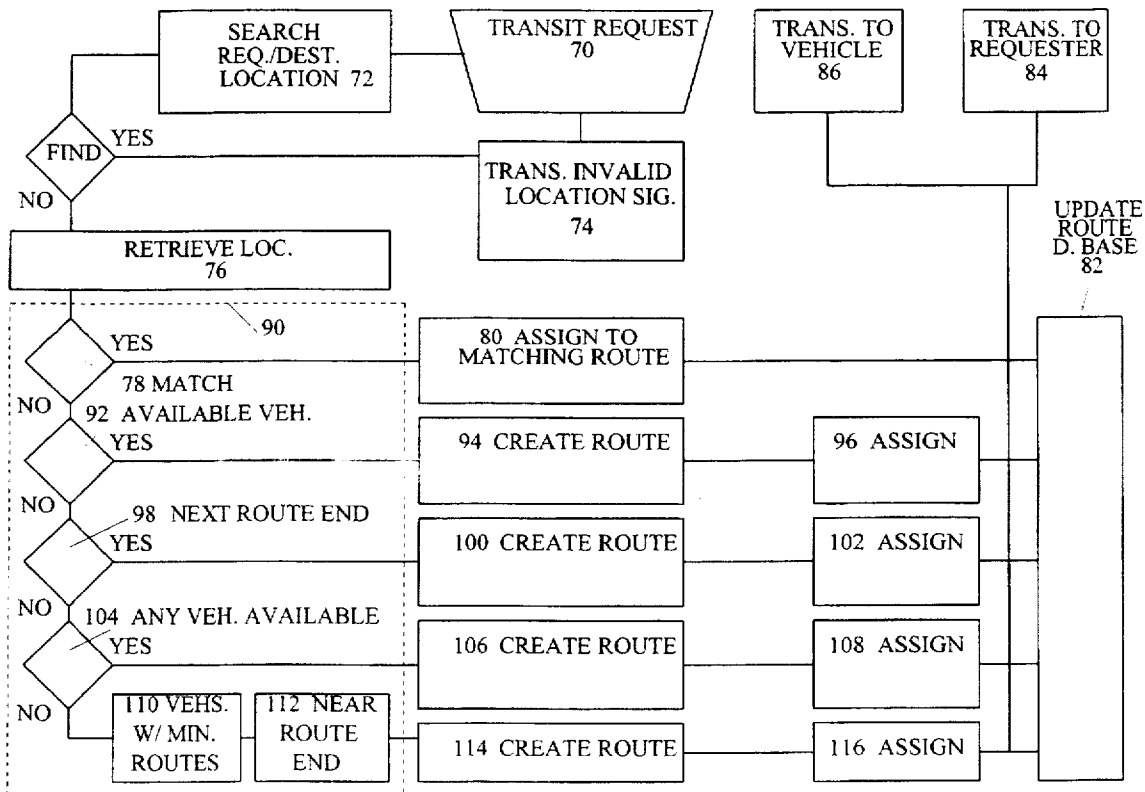 SEARCH
REQ./DEST.
LOCATION 72
TRANSIT REQUEST
70
TRANS. TO
VEHICLE
86
TRANS. TO
REQUESTER
84
FIND
YES
NO
TRANS. INVALID
LOCATION SIG.
74
UPDATE
ROUTE
D. BASE
82
RETRIEVE LOC.
76
90
YES
78 MATCH
NO
80 ASSIGN TO
MATCHING ROUTE
92 AVAILABLE VEH.
YES
NO
94 CREATE ROUTE
96 ASSIGN
98 NEXT ROUTE END
YES
NO
100 CREATE ROUTE
102 ASSIGN
104 ANY VEH. AVAILABLE
YES
NO
106 CREATE ROUTE
108 ASSIGN
110 VEHS.
W/ MIN.
ROUTES
112 NEAR
ROUTE
END
114 CREATE ROUTE
116 ASSIGN